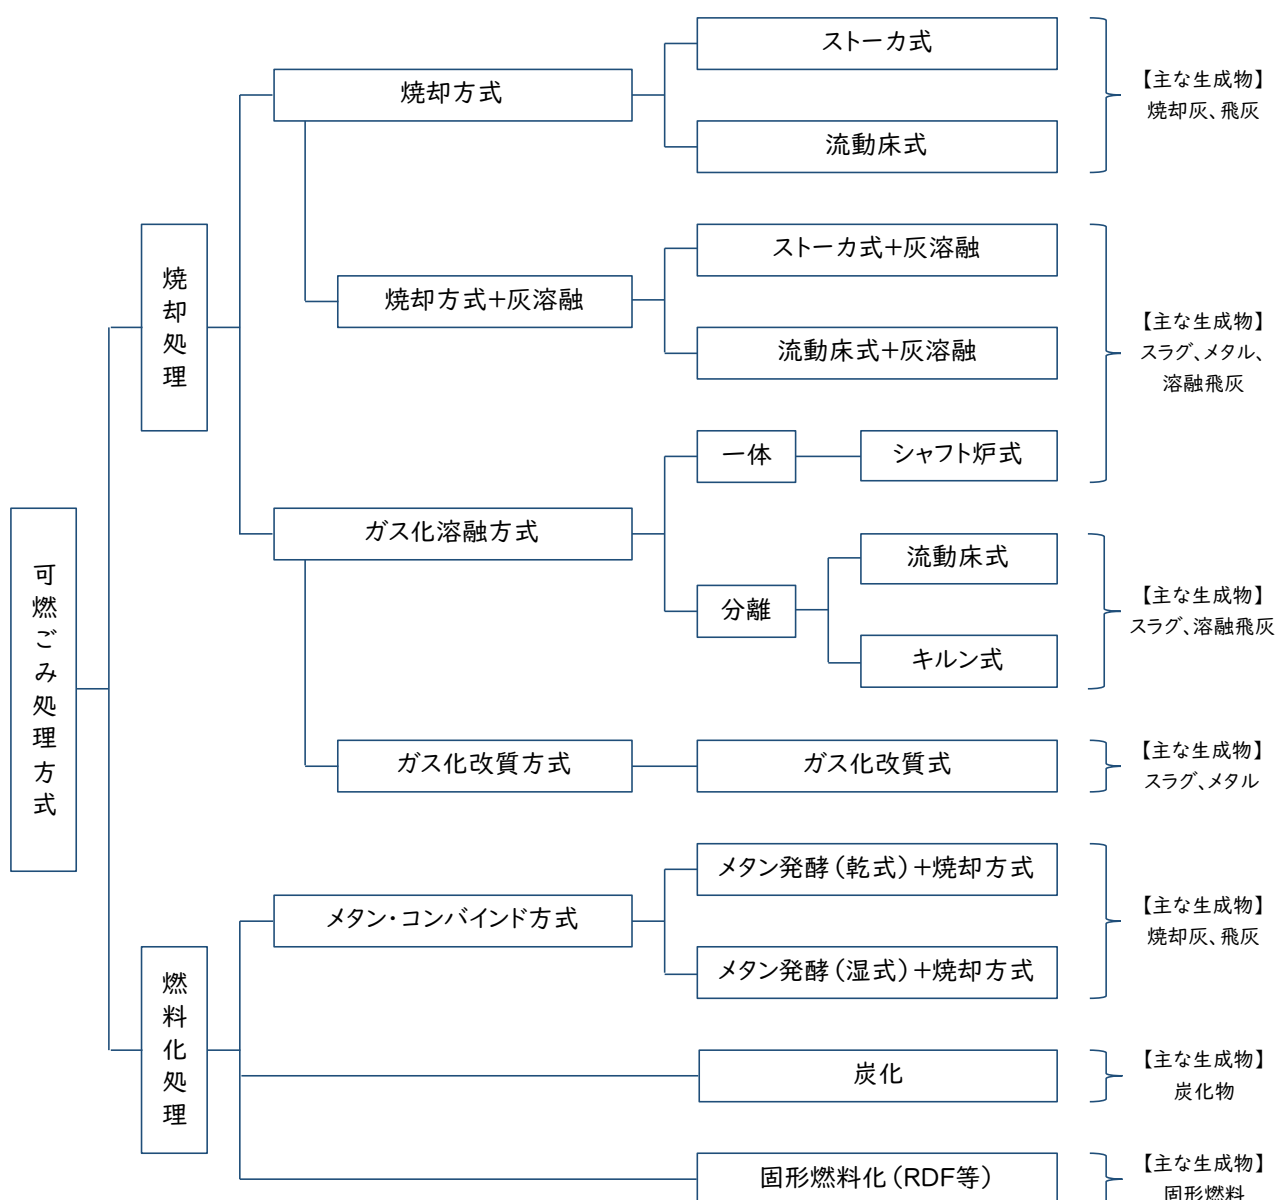 可燃ごみ処理方式
焼却処理
焼却方式
ストーカ式
流動床式
【主な生成物】
焼却灰、飛灰
焼却方式+灰溶融
ストーカ式+灰溶融
流動床式+灰溶融
【主な生成物】
スラグ、メタル、
溶融飛灰
ガス化溶融方式
一体
シャフト炉式
分離
流動床式
キルン式
【主な生成物】
スラグ、溶融飛灰
ガス化改質方式
ガス化改質式
【主な生成物】
スラグ、メタル
燃料化処理
メタン・コンバインド方式
メタン発酵(乾式)+焼却方式
メタン発酵(湿式)+焼却方式
【主な生成物】
焼却灰、飛灰
炭化
【主な生成物】
炭化物
固形燃料化(RDF等)
【主な生成物】
固形燃料